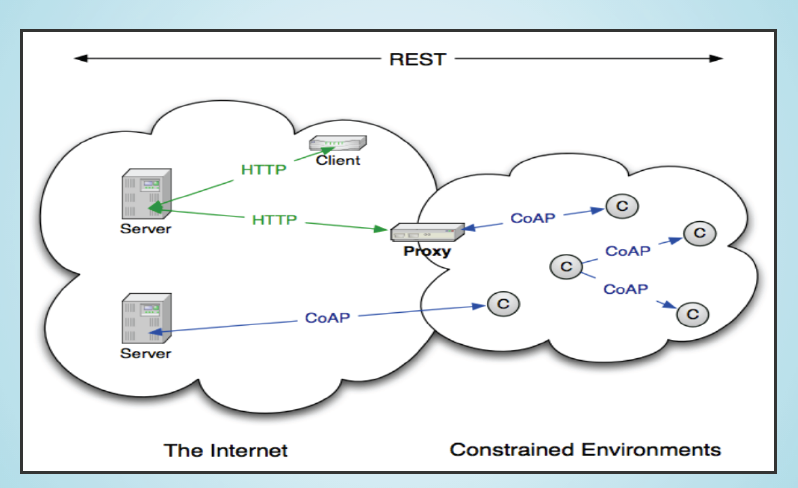 REST
HTTP
Client
Server
HTTP
Proxy
CoAP
C
C
CoAP
C
CoAP
C
C
CoAP
Server
The Internet
Constrained Environments